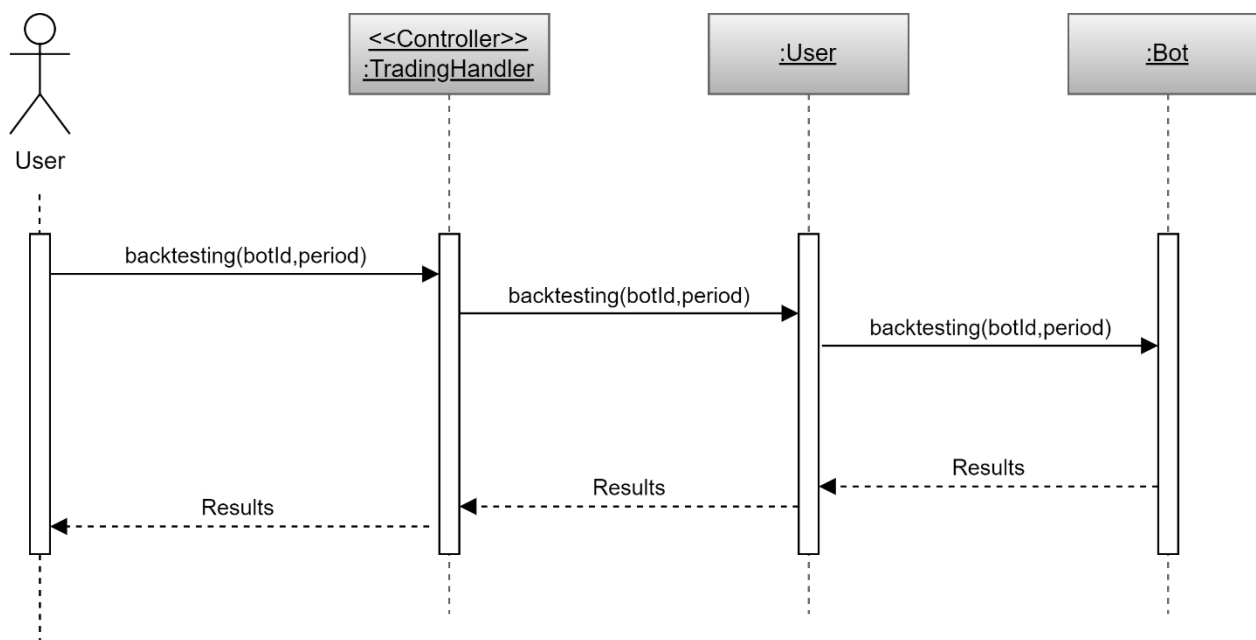 <<Controller>>
:TradingHandler
:User
:Bot
User
backtesting(botId,period)
backtesting(botId,period)
backtesting(botId,period)
Results
Results
Results